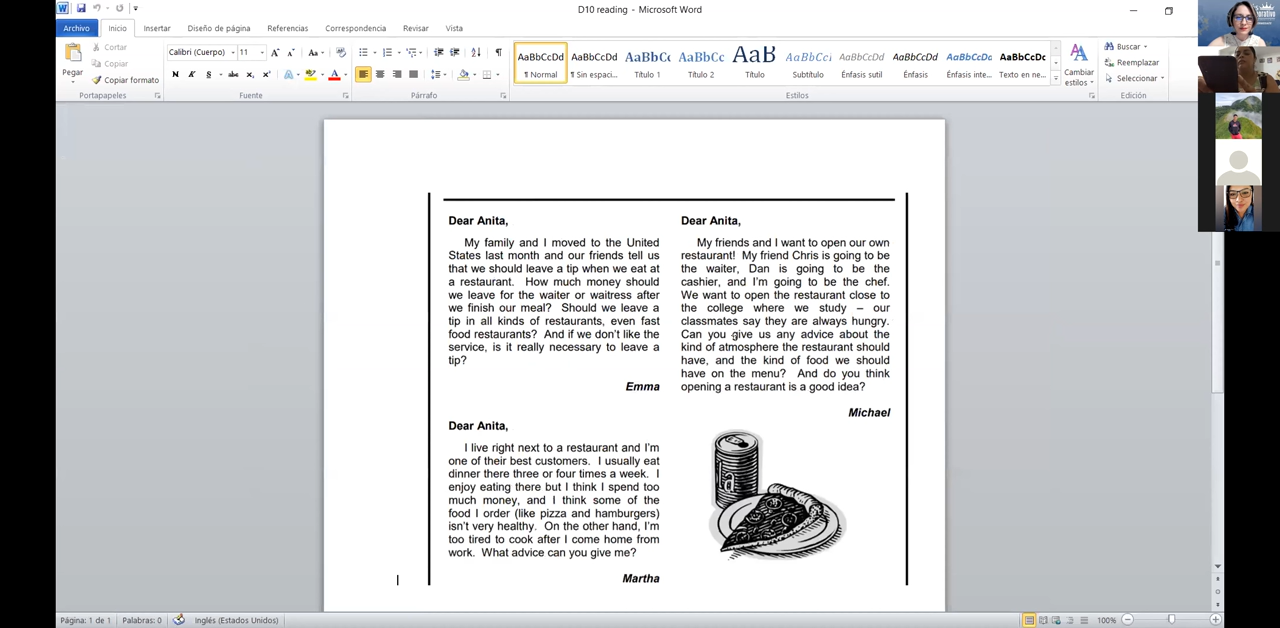 D10 reading - Microsoft Word
Archivo
Inicio
Insertar
Diseño de página
Referencias
Correspondencia
Revisar
Vista
Pegar
Cortar
Copiar
Copiar formato
Portapapeles
Calibri (Cuerpo)
11
Fuente
Párrafo
AaBbCcDd
¶ Normal
AaBbCcDd
¶ Sin espaci...
AaBbCc
Título 1
AaBbCc
Título 2
AaB
Título
AaBbCcI
Subtítulo
AaBbCcDd
Énfasis sutil
AaBbCcDd
Énfasis
AaBbCcDd
Énfasis inte...
AaBbCcDd
Texto en ne...
Cambiar
estilos
Estilos
Buscar
Reemplazar
Seleccionar
Edición
Dear Anita,
My family and I moved to the United
States last month and our friends tell us
that we should leave a tip when we eat at
a restaurant. How much money should
we leave for the waiter or waitress after
we finish our meal? Should we leave a
tip in all kinds of restaurants, even fast
food restaurants? And if we don't like the
service, is it really necessary to leave a
tip?
Emma
Dear Anita,
I live right next to a restaurant and I'm
one of their best customers. I usually eat
dinner there three or four times a week. I
enjoy eating there but I think I spend too
much money, and I think some of the
food I order (like pizza and hamburgers)
isn't very healthy. On the other hand, I'm
too tired to cook after I come home from
work. What advice can you give me?
Martha
Dear Anita,
My friends and I want to open our own
restaurant! My friend Chris is going to be
the waiter, Dan is going to be the
cashier, and I'm going to be the chef.
We want to open the restaurant close to
the college where we study – our
classmates say they are always hungry.
Can you give us any advice about the
kind of atmosphere the restaurant should
have, and the kind of food we should
have on the menu? And do you think
opening a restaurant is a good idea?
Michael
Página: 1 de 1
Palabras: 0
Inglés (Estados Unidos)
100%